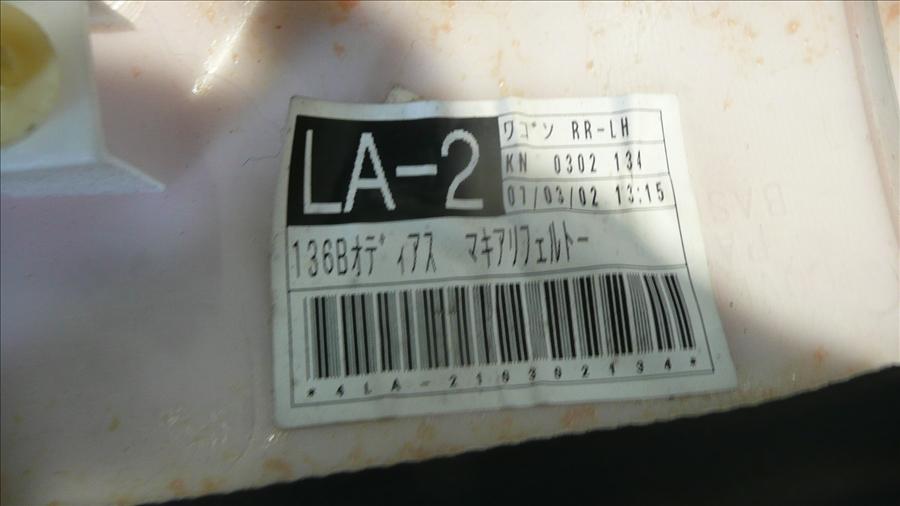 LA-2
ワゴン RR-LH
KN 0302 134
07/03/02 13:15
136Bオディアス マキアリフェルトー
*4LA-210302134*